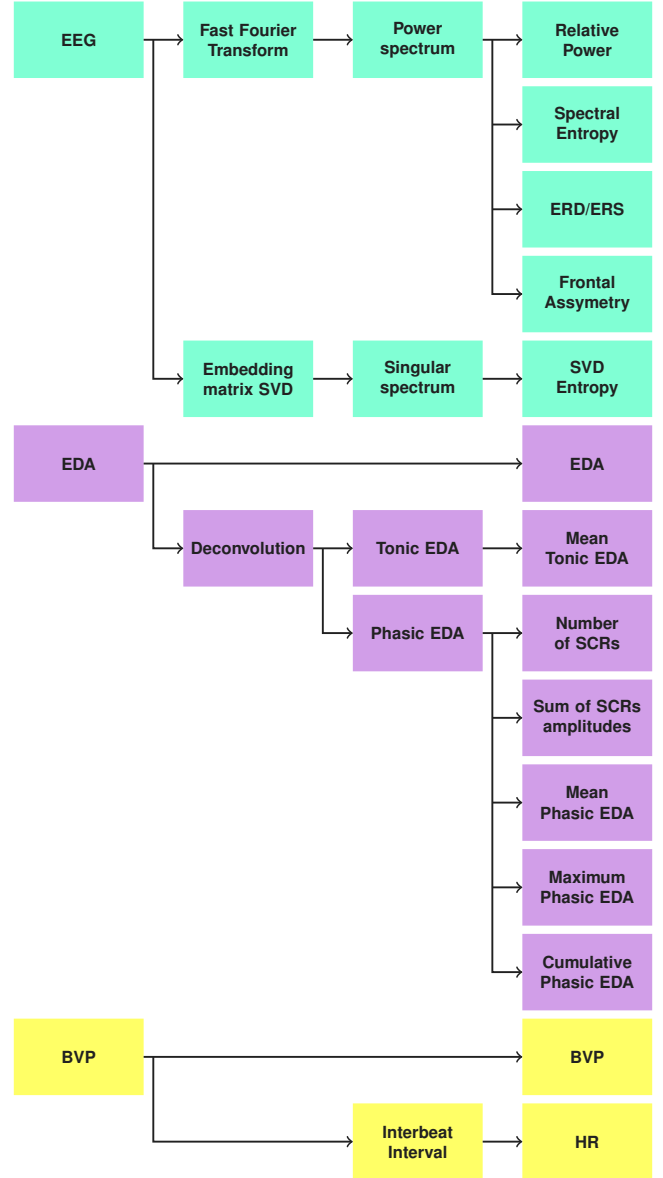 EEG
Fast Fourier
Transform
Power
spectrum
Relative
Power
Spectral
Entropy
ERD/ERS
Frontal
Assymetry
Embedding
matrix SVD
Singular
spectrum
SVD
Entropy
EDA
EDA
Deconvolution
Tonic EDA
Mean
Tonic EDA
Phasic EDA
Number
of SCRs
Sum of SCRs
amplitudes
Mean
Phasic EDA
Maximum
Phasic EDA
Cumulative
Phasic EDA
BVP
BVP
Interbeat
Interval
HR